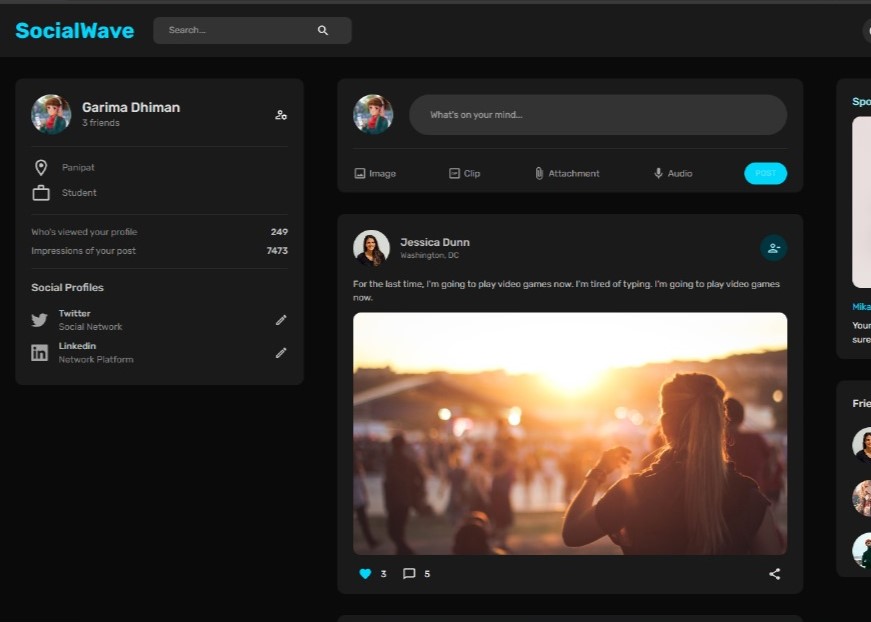 SocialWave
Search...
Garima Dhiman
3 friends
Panipat
Student
Who's viewed your profile 249
Impressions of your post 7473
Social Profiles
Twitter
Social Network
Linkedin
Network Platform
What's on your mind...
Image Clip Attachment Audio POST
Jessica Dunn
Washington, DC
For the last time, I'm going to play video games now. I'm tired of typing. I'm going to play video games
now.
3 5
Spo
Mika
Your
sure
Frie